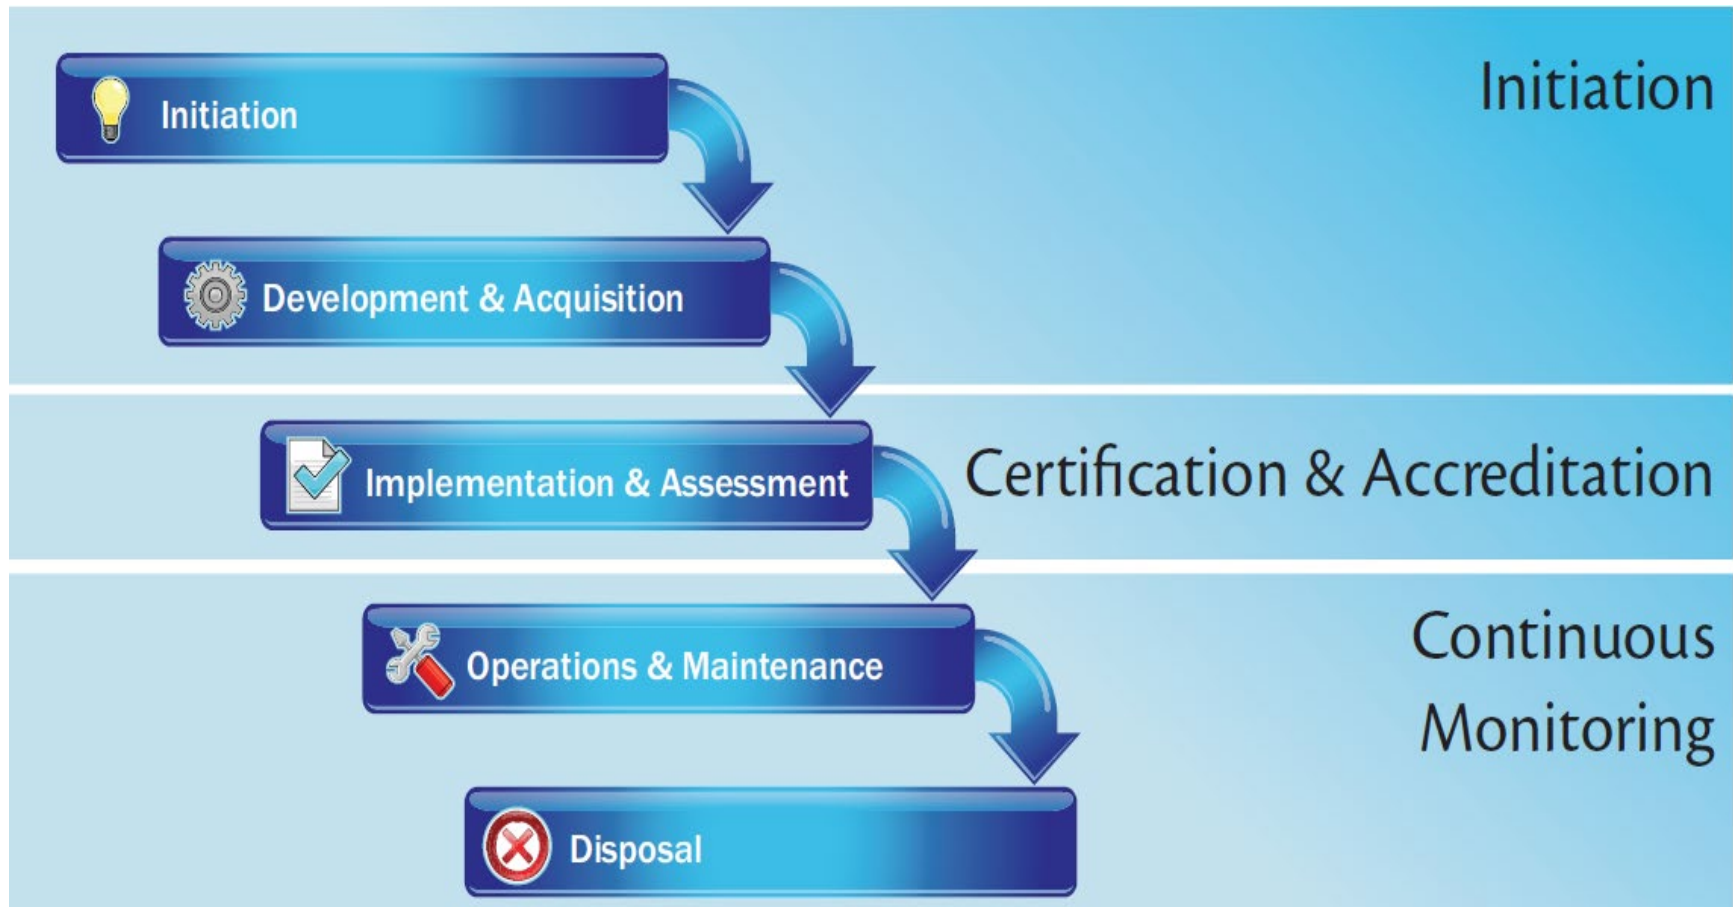 Initiation
Initiation
Development & Acquisition
Implementation & Assessment
Certification & Accreditation
Operations & Maintenance
Continuous
Monitoring
Disposal